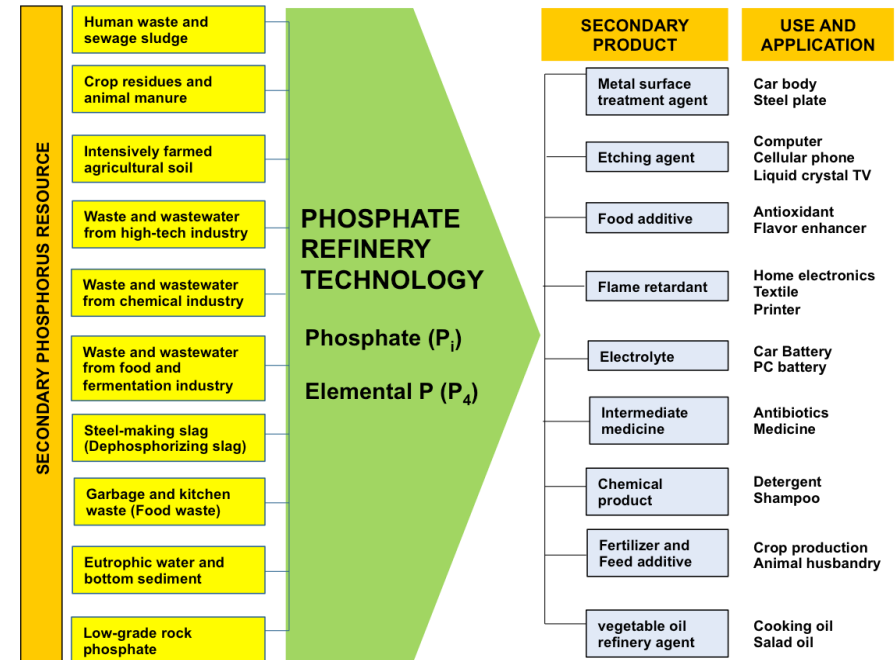 SECONDARY PHOSPHORUS RESOURCE
Human waste and
sewage sludge
Crop residues and
animal manure
Intensively farmed
agricultural soil
Waste and wastewater
from high-tech industry
Waste and wastewater
from chemical industry
Waste and wastewater
from food and
fermentation industry
Steel-making slag
(Dephosphorizing slag)
Garbage and kitchen
waste (Food waste)
Eutrophic water and
bottom sediment
Low-grade rock
phosphate
PHOSPHATE
REFINERY
TECHNOLOGY
Phosphate (Pi)
Elemental P (P4)
SECONDARY
PRODUCT
USE AND
APPLICATION
Metal surface
treatment agent
Car body
Steel plate
Etching agent
Computer
Cellular phone
Liquid crystal TV
Food additive
Antioxidant
Flavor enhancer
Flame retardant
Home electronics
Textile
Printer
Electrolyte
Car Battery
PC battery
Intermediate
medicine
Antibiotics
Medicine
Chemical
product
Detergent
Shampoo
Fertilizer and
Feed additive
Crop production
Animal husbandry
vegetable oil
refinery agent
Cooking oil
Salad oil